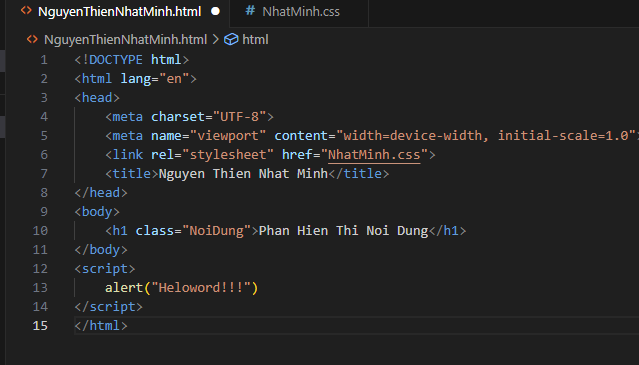 NguyenThienNhatMinh.html ● # NhatMinh.css
NguyenThienNhatMinh.html > html
1 <!DOCTYPE html>
2 <html lang="en">
3 <head>
4 <meta charset="UTF-8">
5 <meta name="viewport" content="width=device-width, initial-scale=1.0">
6 <link rel="stylesheet" href="NhatMinh.css">
7 <title>Nguyen Thien Nhat Minh</title>
8 </head>
9 <body>
10 <h1 class="NoiDung">Phan Hien Thi Noi Dung</h1>
11 </body>
12 <script>
13 alert("Heloword!!!")
14 </script>
15 </html>